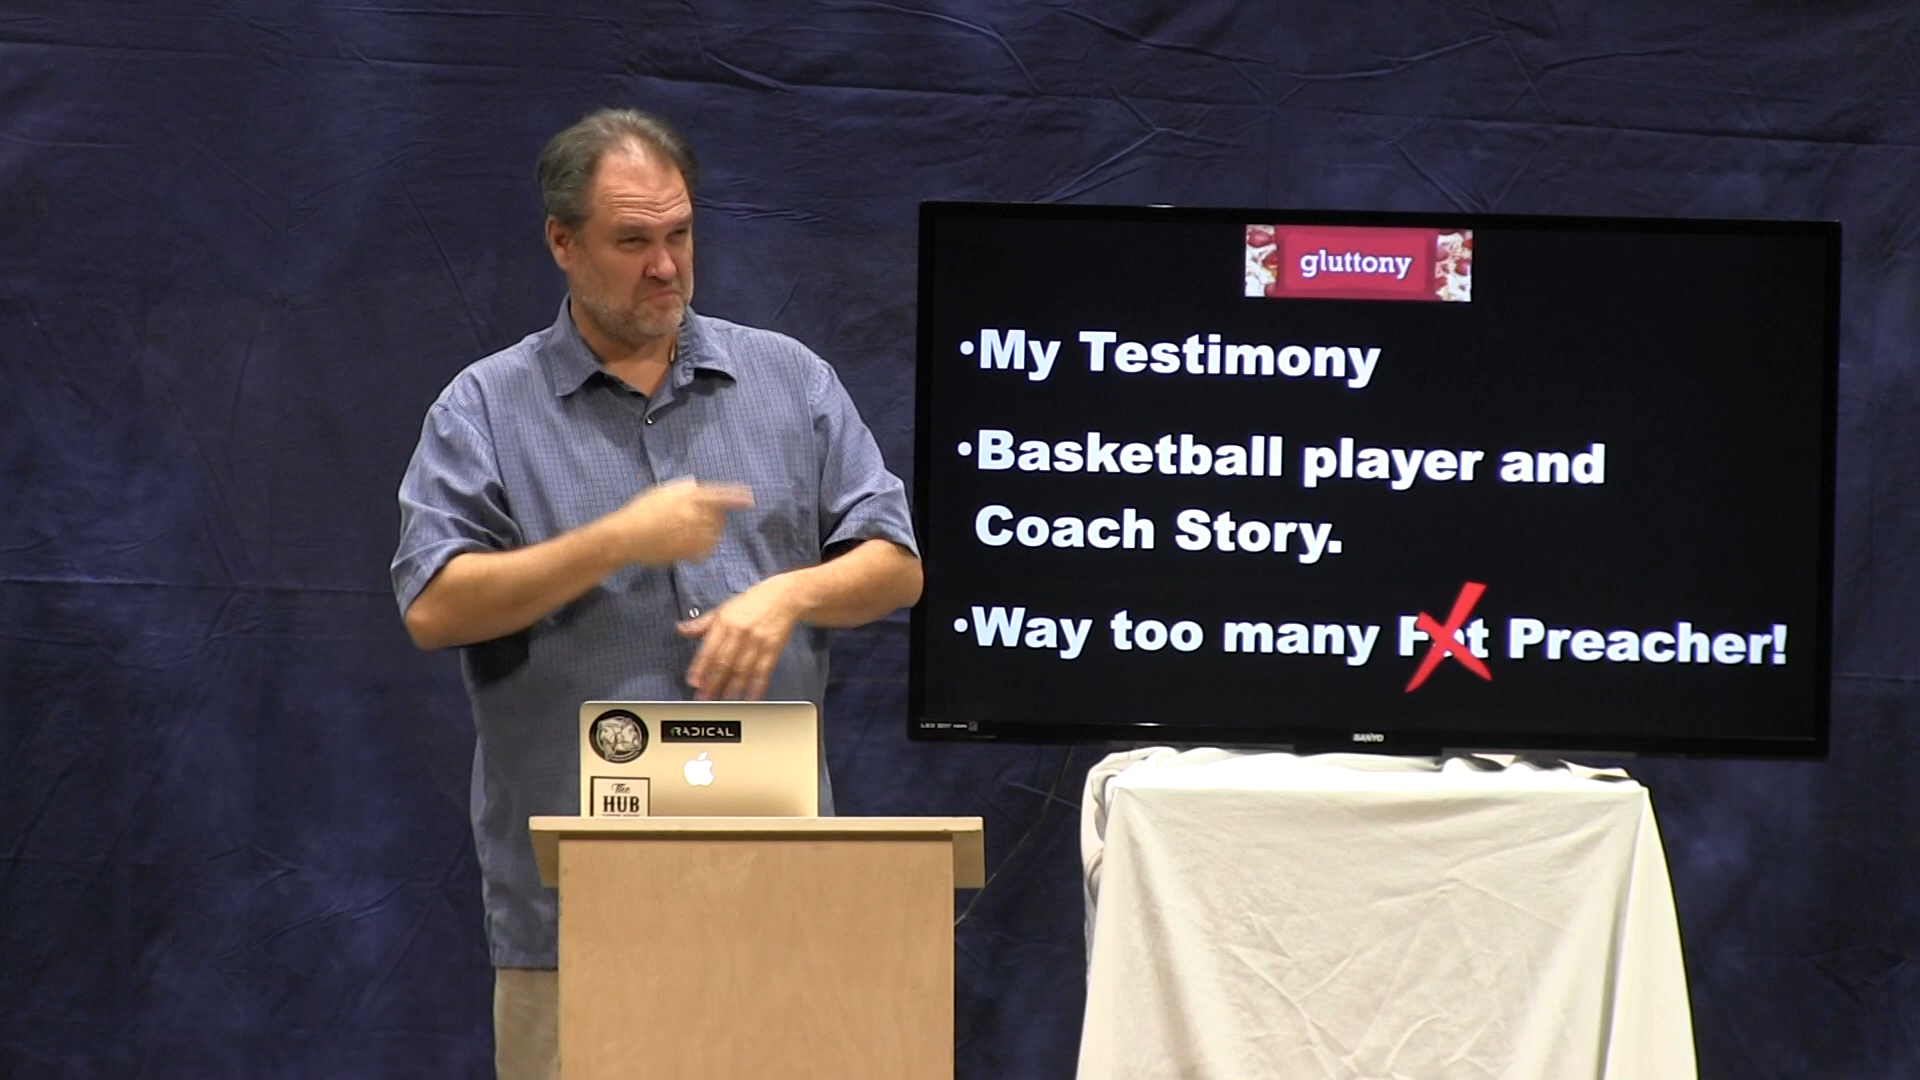 gluttony
•My Testimony
•Basketball player and
Coach Story.
•Way too many Fat Preacher!
RADICAL
The
HUB
SANYO